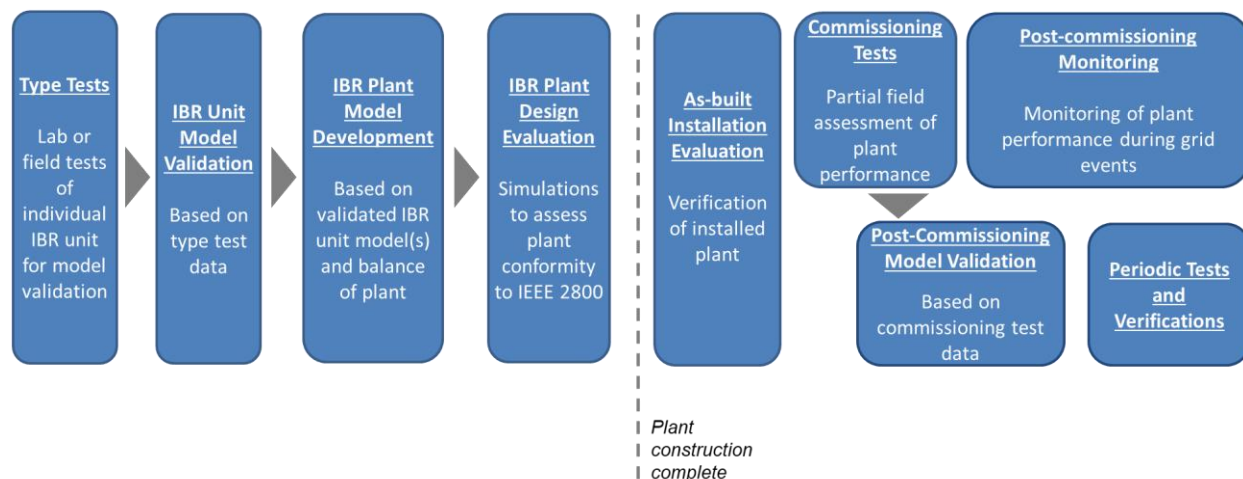 Type Tests
Lab or
field tests
of
individual
IBR unit
for model
validation
IBR Unit
Model
Validation
Based on
type test
data
IBR Plant
Model
Development
Based on
validated IBR
unit model(s)
and balance
of plant
IBR Plant
Design
Evaluation
Simulations
to assess
plant
conformity
to IEEE 2800
As-built
Installation
Evaluation
Verification
of installed
plant
Commissioning
Tests
Partial field
assessment of
plant
performance
Post-commissioning
Monitoring
Monitoring of plant
performance during grid
events
Post-Commissioning
Model Validation
Based on
commissioning test
data
Periodic Tests
and
Verifications
Plant
construction
complete